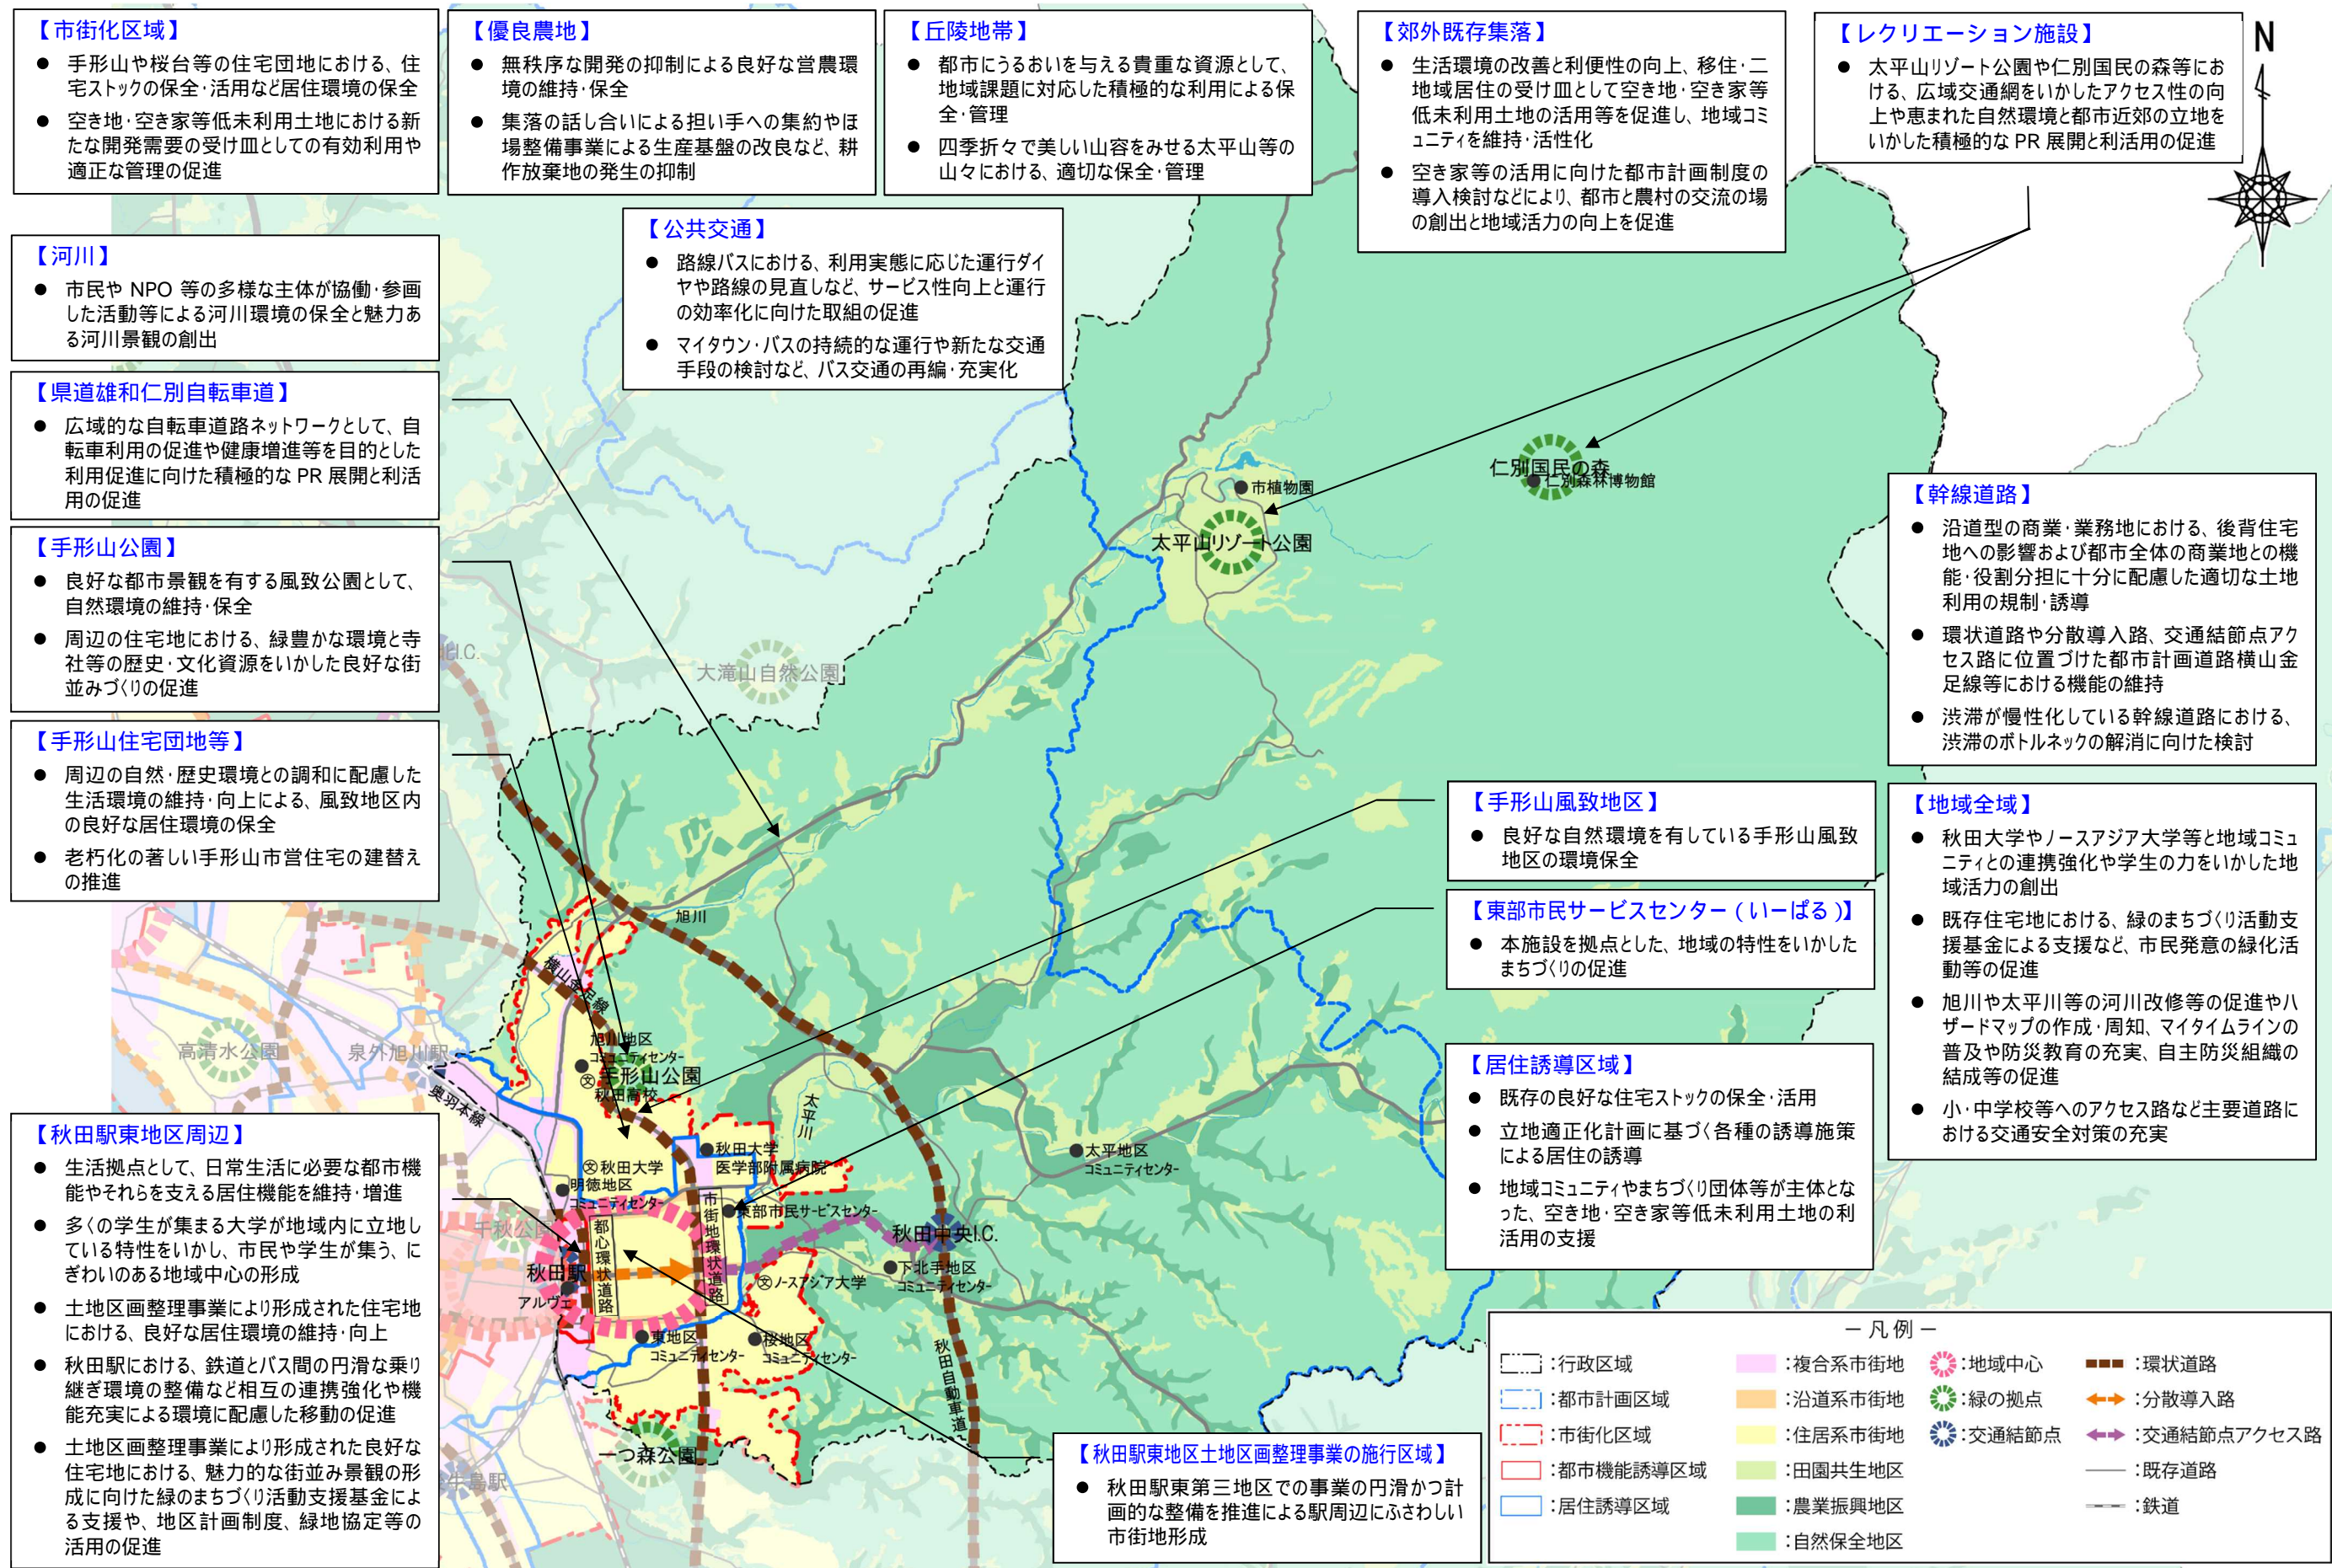 【市街化区域】
● 手形山や桜台等の住宅団地における、住
宅ストックの保全・活用など居住環境の保全
● 空き地・空き家等低未利用土地における新
たな開発需要の受け皿としての有効利用や
適正な管理の促進
【優良農地】
● 無秩序な開発の抑制による良好な営農環
境の維持・保全
● 集落の話し合いによる担い手への集約やほ
場整備事業による生産基盤の改良など、耕
作放棄地の発生の抑制
【丘陵地帯】
● 都市にうるおいを与える貴重な資源として、
地域課題に対応した積極的な利用による保
全・管理
● 四季折々で美しい山容をみせる太平山等の
山々における、適切な保全・管理
【郊外既存集落】
● 生活環境の改善と利便性の向上、移住・二
地域居住の受け皿として空き地・空き家等
低未利用土地の活用等を促進し、地域コミ
ュニティを維持・活性化
● 空き家等の活用に向けた都市計画制度の
導入検討などにより、都市と農村の交流の場
の創出と地域活力の向上を促進
【レクリエーション施設】
● 太平山リゾート公園や仁別国民の森等にお
ける、広域交通網をいかしたアクセス性の向
上や恵まれた自然環境と都市近郊の立地を
いかした積極的な PR 展開と利活用の促進
N
【河川】
● 市民や NPO 等の多様な主体が協働・参画
した活動等による河川環境の保全と魅力あ
る河川景観の創出
【公共交通】
● 路線バスにおける、利用実態に応じた運行ダイ
ヤや路線の見直しなど、サービス性向上と運行
の効率化に向けた取組の促進
● マイタウン・バスの持続的な運行や新たな交通
手段の検討など、バス交通の再編・充実化
【県道雄和仁別自転車道】
● 広域的な自転車道路ネットワークとして、自
転車利用の促進や健康増進等を目的とした
利用促進に向けた積極的な PR 展開と利活
用の促進
【手形山公園】
● 良好な都市景観を有する風致公園として、
自然環境の維持・保全
● 周辺の住宅地における、緑豊かな環境と寺
社等の歴史・文化資源をいかした良好な街
並みづくりの促進
【手形山住宅団地等】
● 周辺の自然・歴史環境との調和に配慮した
生活環境の維持・向上による、風致地区内
の良好な居住環境の保全
● 老朽化の著しい手形山市営住宅の建替え
の推進
【秋田駅東地区周辺】
● 生活拠点として、日常生活に必要な都市機
能やそれらを支える居住機能を維持・増進
● 多くの学生が集まる大学が地域内に立地し
ている特性をいかし、市民や学生が集う、に
ぎわいのある地域中心の形成
● 土地区画整理事業により形成された住宅地
における、良好な居住環境の維持・向上
● 秋田駅における、鉄道とバス間の円滑な乗り
継ぎ環境の整備など相互の連携強化や機
能充実による環境に配慮した移動の促進
● 土地区画整理事業により形成された良好な
住宅地における、魅力的な街並み景観の形
成に向けた緑のまちづくり活動支援基金によ
る支援や、地区計画制度、緑地協定等の
活用の促進
【幹線道路】
● 沿道型の商業・業務地における、後背住宅
地への影響および都市全体の商業地との機
能・役割分担に十分に配慮した適切な土地
利用の規制・誘導
● 環状道路や分散導入路、交通結節点アク
セス路に位置づけた都市計画道路横山金
足線等における機能の維持
● 渋滞が慢性化している幹線道路における、
渋滞のボトルネックの解消に向けた検討
【手形山風致地区】
● 良好な自然環境を有している手形山風致
地区の環境保全
【東部市民サービスセンター（いーぱる）】
● 本施設を拠点とした、地域の特性をいかした
まちづくりの促進
【居住誘導区域】
● 既存の良好な住宅ストックの保全・活用
● 立地適正化計画に基づく各種の誘導施策
による居住の誘導
● 地域コミュニティやまちづくり団体等が主体とな
った、空き地・空き家等低未利用土地の利
活用の支援
【地域全域】
● 秋田大学やノースアジア大学等と地域コミュ
ニティとの連携強化や学生の力をいかした地
域活力の創出
● 既存住宅地における、緑のまちづくり活動支
援基金による支援など、市民発意の緑化活
動等の促進
● 旭川や太平川等の河川改修等の促進やハ
ザードマップの作成・周知、マイタイムラインの
普及や防災教育の充実、自主防災組織の
結成等の促進
● 小・中学校等へのアクセス路など主要道路に
おける交通安全対策の充実
【秋田駅東地区土地区画整理事業の施行区域】
● 秋田駅東第三地区での事業の円滑かつ計
画的な整備を推進による駅周辺にふさわしい
市街地形成
仁別国民の森
仁別森林博物館
市植物園
太平山リゾート公園
大滝山自然公園
北I.C.
旭川
横山金足線
旭川地区
コミュニティセンター
文 手形山公園
秋田高校
高清水公園
泉外旭川駅
奥羽本線
太平川
秋田大学
医学部附属病院
文秋田大学
明徳地区
コミュニティセンター
東部市民サービスセンター
市街地環状道路
都心環状道路
千秋公園
秋田駅
アルヴェ
秋田中央I.C.
下北手地区
コミュニティセンター
太平地区
コミュニティセンター
文ノースアジア大学
東地区
コミュニティセンター
桜地区
コミュニティセンター
秋田自動車道
一つ森公園
牛島駅
－凡例－
:行政区域
:都市計画区域
:市街化区域
:都市機能誘導区域
:居住誘導区域
:複合系市街地
:沿道系市街地
:住居系市街地
:田園共生地区
:農業振興地区
:自然保全地区
:地域中心
:緑の拠点
:交通結節点
:環状道路
:分散導入路
:交通結節点アクセス路
:既存道路
:鉄道